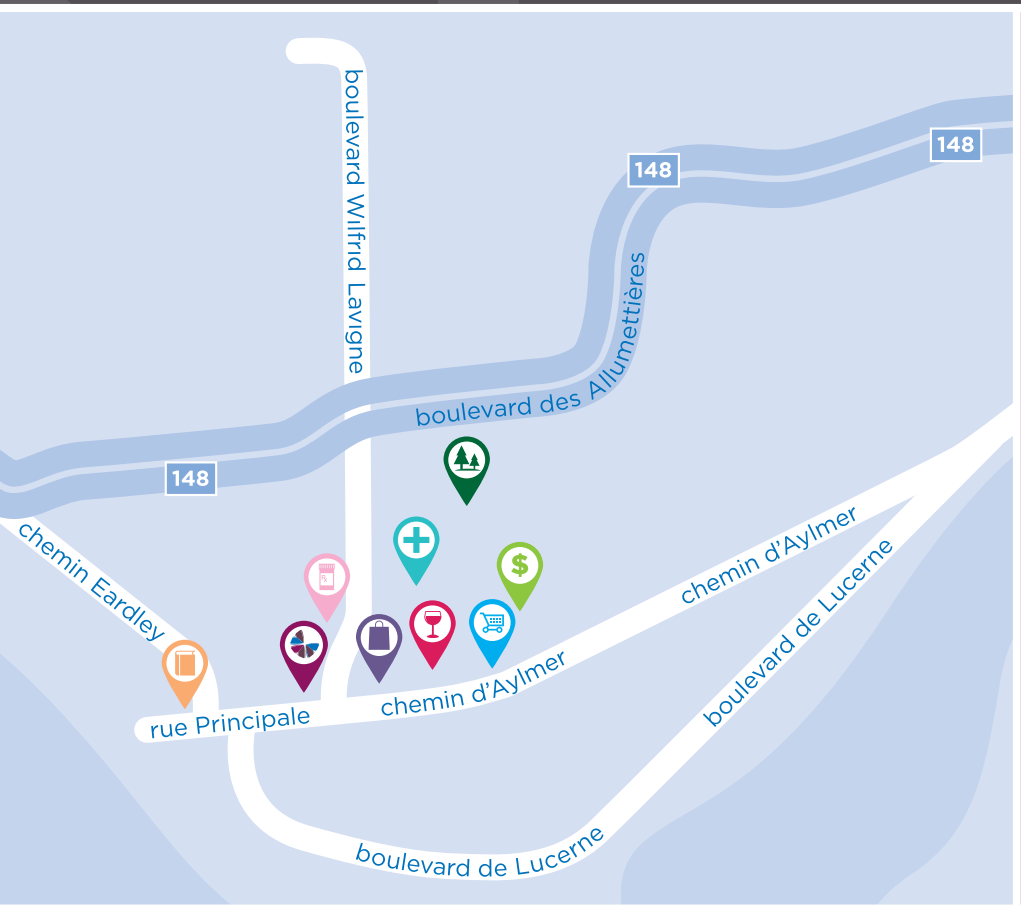 boulevard Wilfrid Lavigne
148
148
boulevard des Allumettières
148
chemin Eardley
chemin d'Aylmer
boulevard de Lucerne
$
rue Principale
chemin d'Aylmer
boulevard de Lucerne